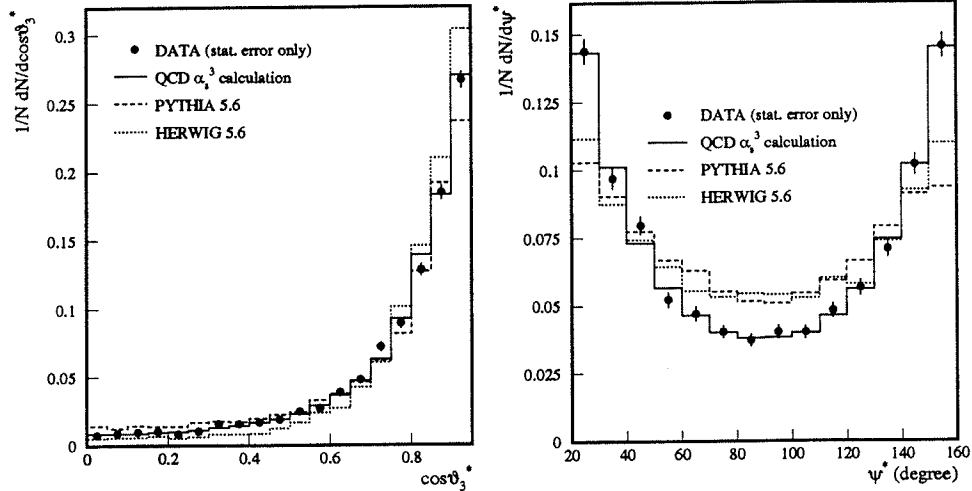 1/N dN/dcosϑ₃*
0.3
0.25
0.2
0.15
0.1
0.05
0
DATA (stat. error only)
QCD αₛ³ calculation
PYTHIA 5.6
HERWIG 5.6
0 0.2 0.4 0.6 0.8
cosϑ₃*
1/N dN/dψ*
0.15
0.125
0.1
0.075
0.05
0.025
0
DATA (stat. error only)
QCD αₛ³ calculation
PYTHIA 5.6
HERWIG 5.6
20 40 60 80 100 120 140 160
ψ* (degree)